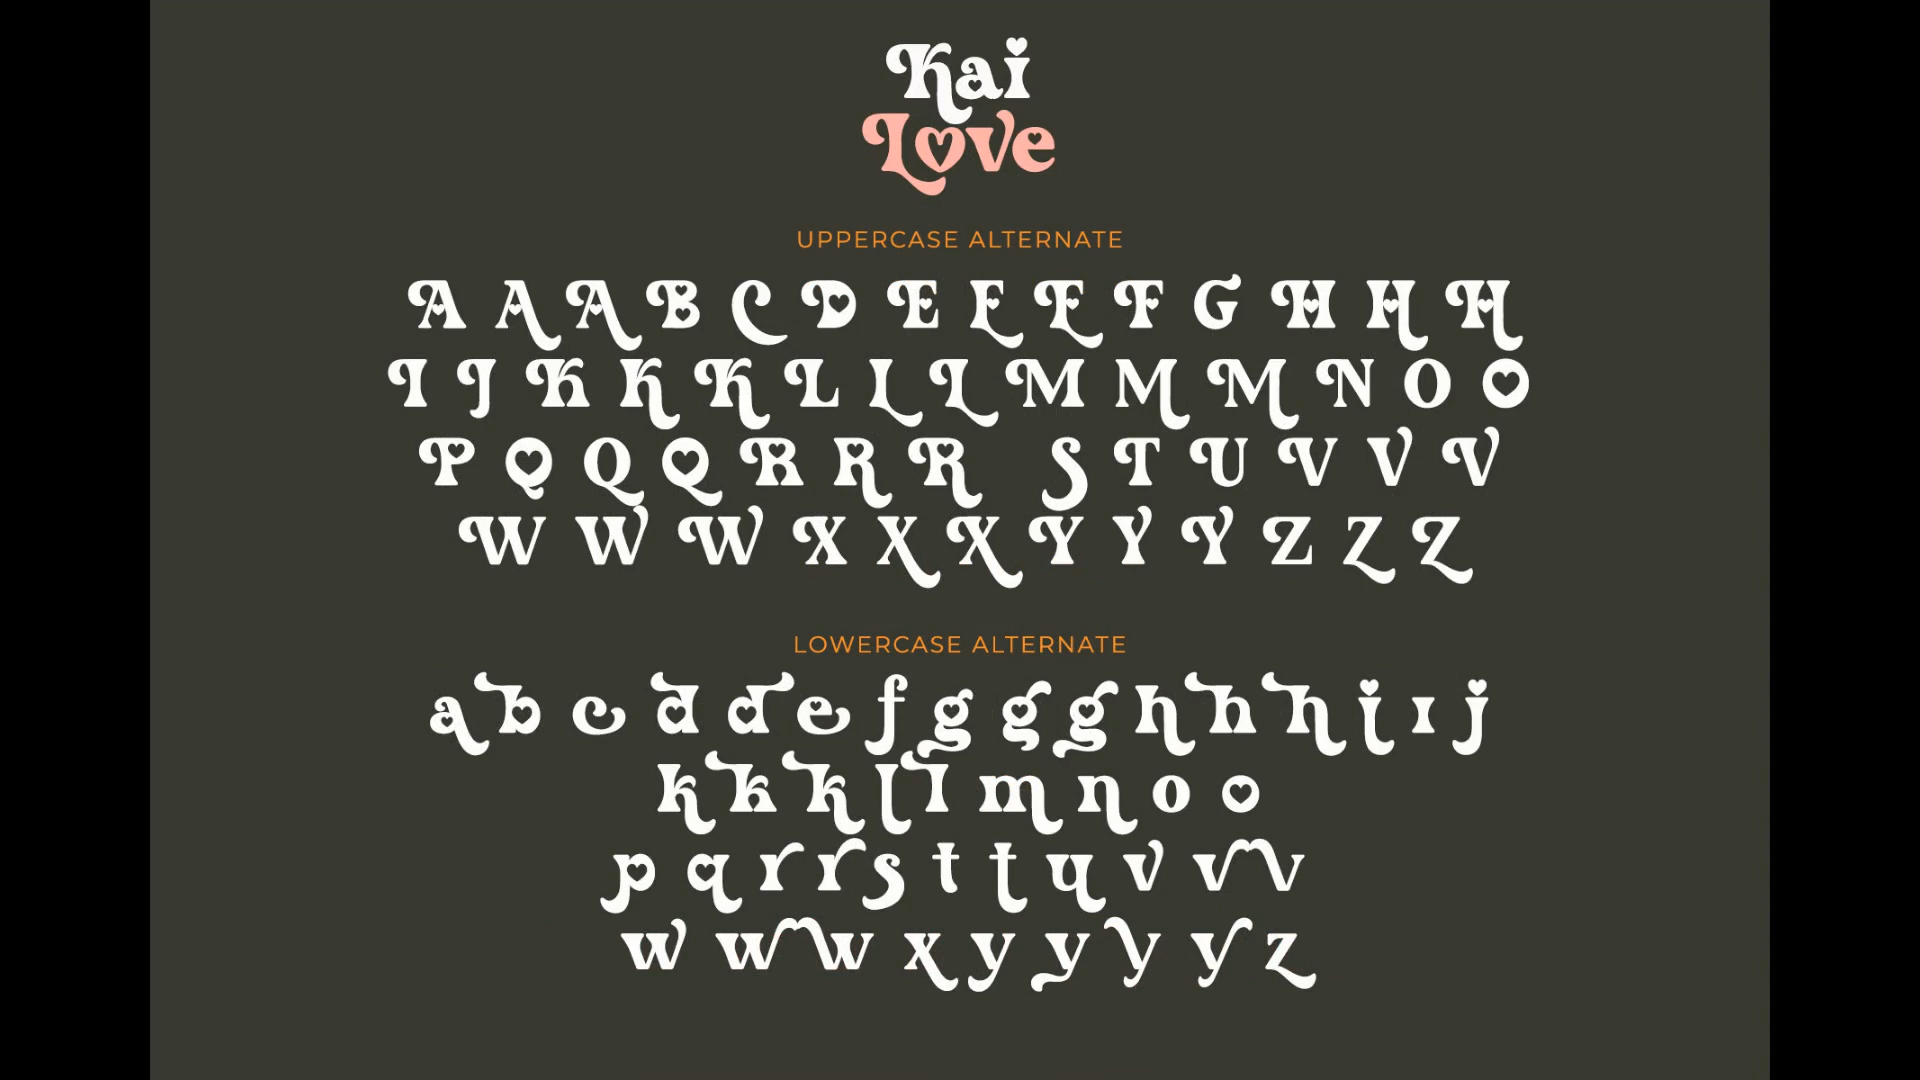 Kai
Love
UPPERCASE ALTERNATE
A A A B C D E E E F G H H H
I J K K K L L L M M M N O O
P Q Q Q R R R S T U V V V
W W W X X X Y Y Y Z Z Z
LOWERCASE ALTERNATE
a b c d d e f g g g h h h i ı j
k k k l l m n o o
p q r r s t t u v v v
w w w x y y y y z